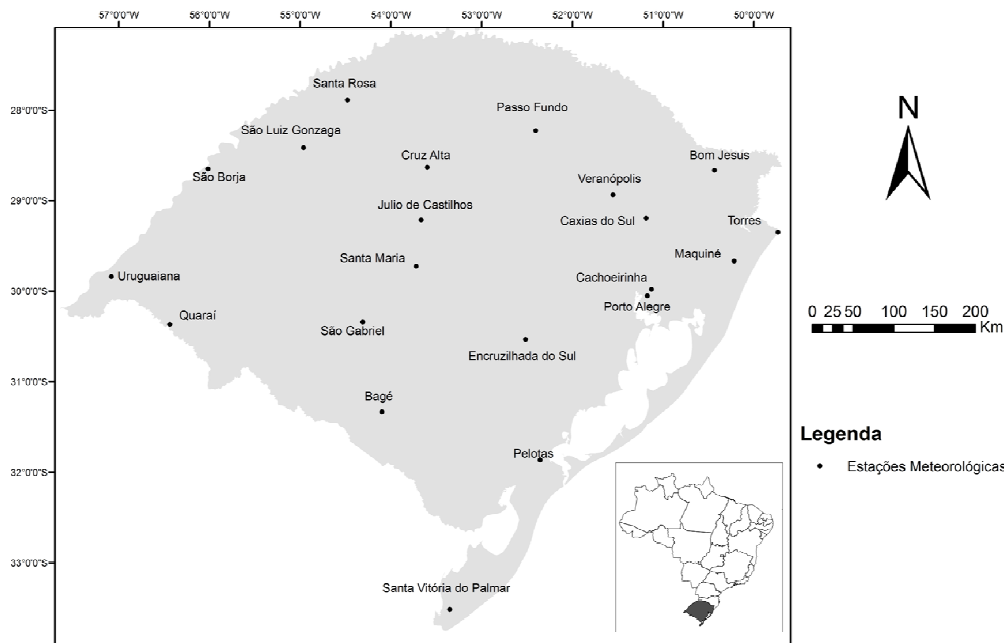 57°0'0"W 56°0'0"W 55°0'0"W 54°0'0"W 53°0'0"W 52°0'0"W 51°0'0"W 50°0'0"W
Santa Rosa
28°0'0"S
Passo Fundo
N
São Luiz Gonzaga
Cruz Alta
Bom Jesus
São Borja
Veranópolis
29°0'0"S
Julio de Castilhos
Caxias do Sul
Torres
Santa Maria
Maquiné
Uruguaiana
Cachoeirinha
30°0'0"S
Porto Alegre
Quaraí
São Gabriel
0 25 50 100 150 200
Km
Encruzilhada do Sul
31°0'0"S
Bagé
Legenda
Pelotas
Estações Meteorológicas
32°0'0"S
33°0'0"S
Santa Vitória do Palmar